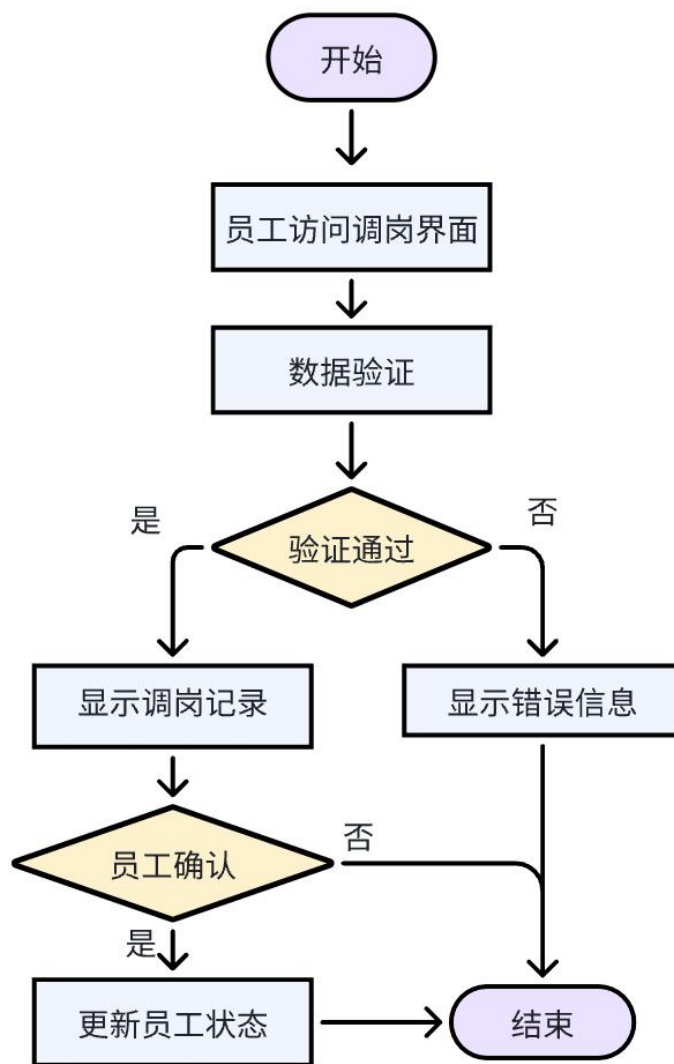 开始
员工访问调岗界面
数据验证
是
否
验证通过
显示调岗记录
显示错误信息
否
员工确认
是
更新员工状态
结束